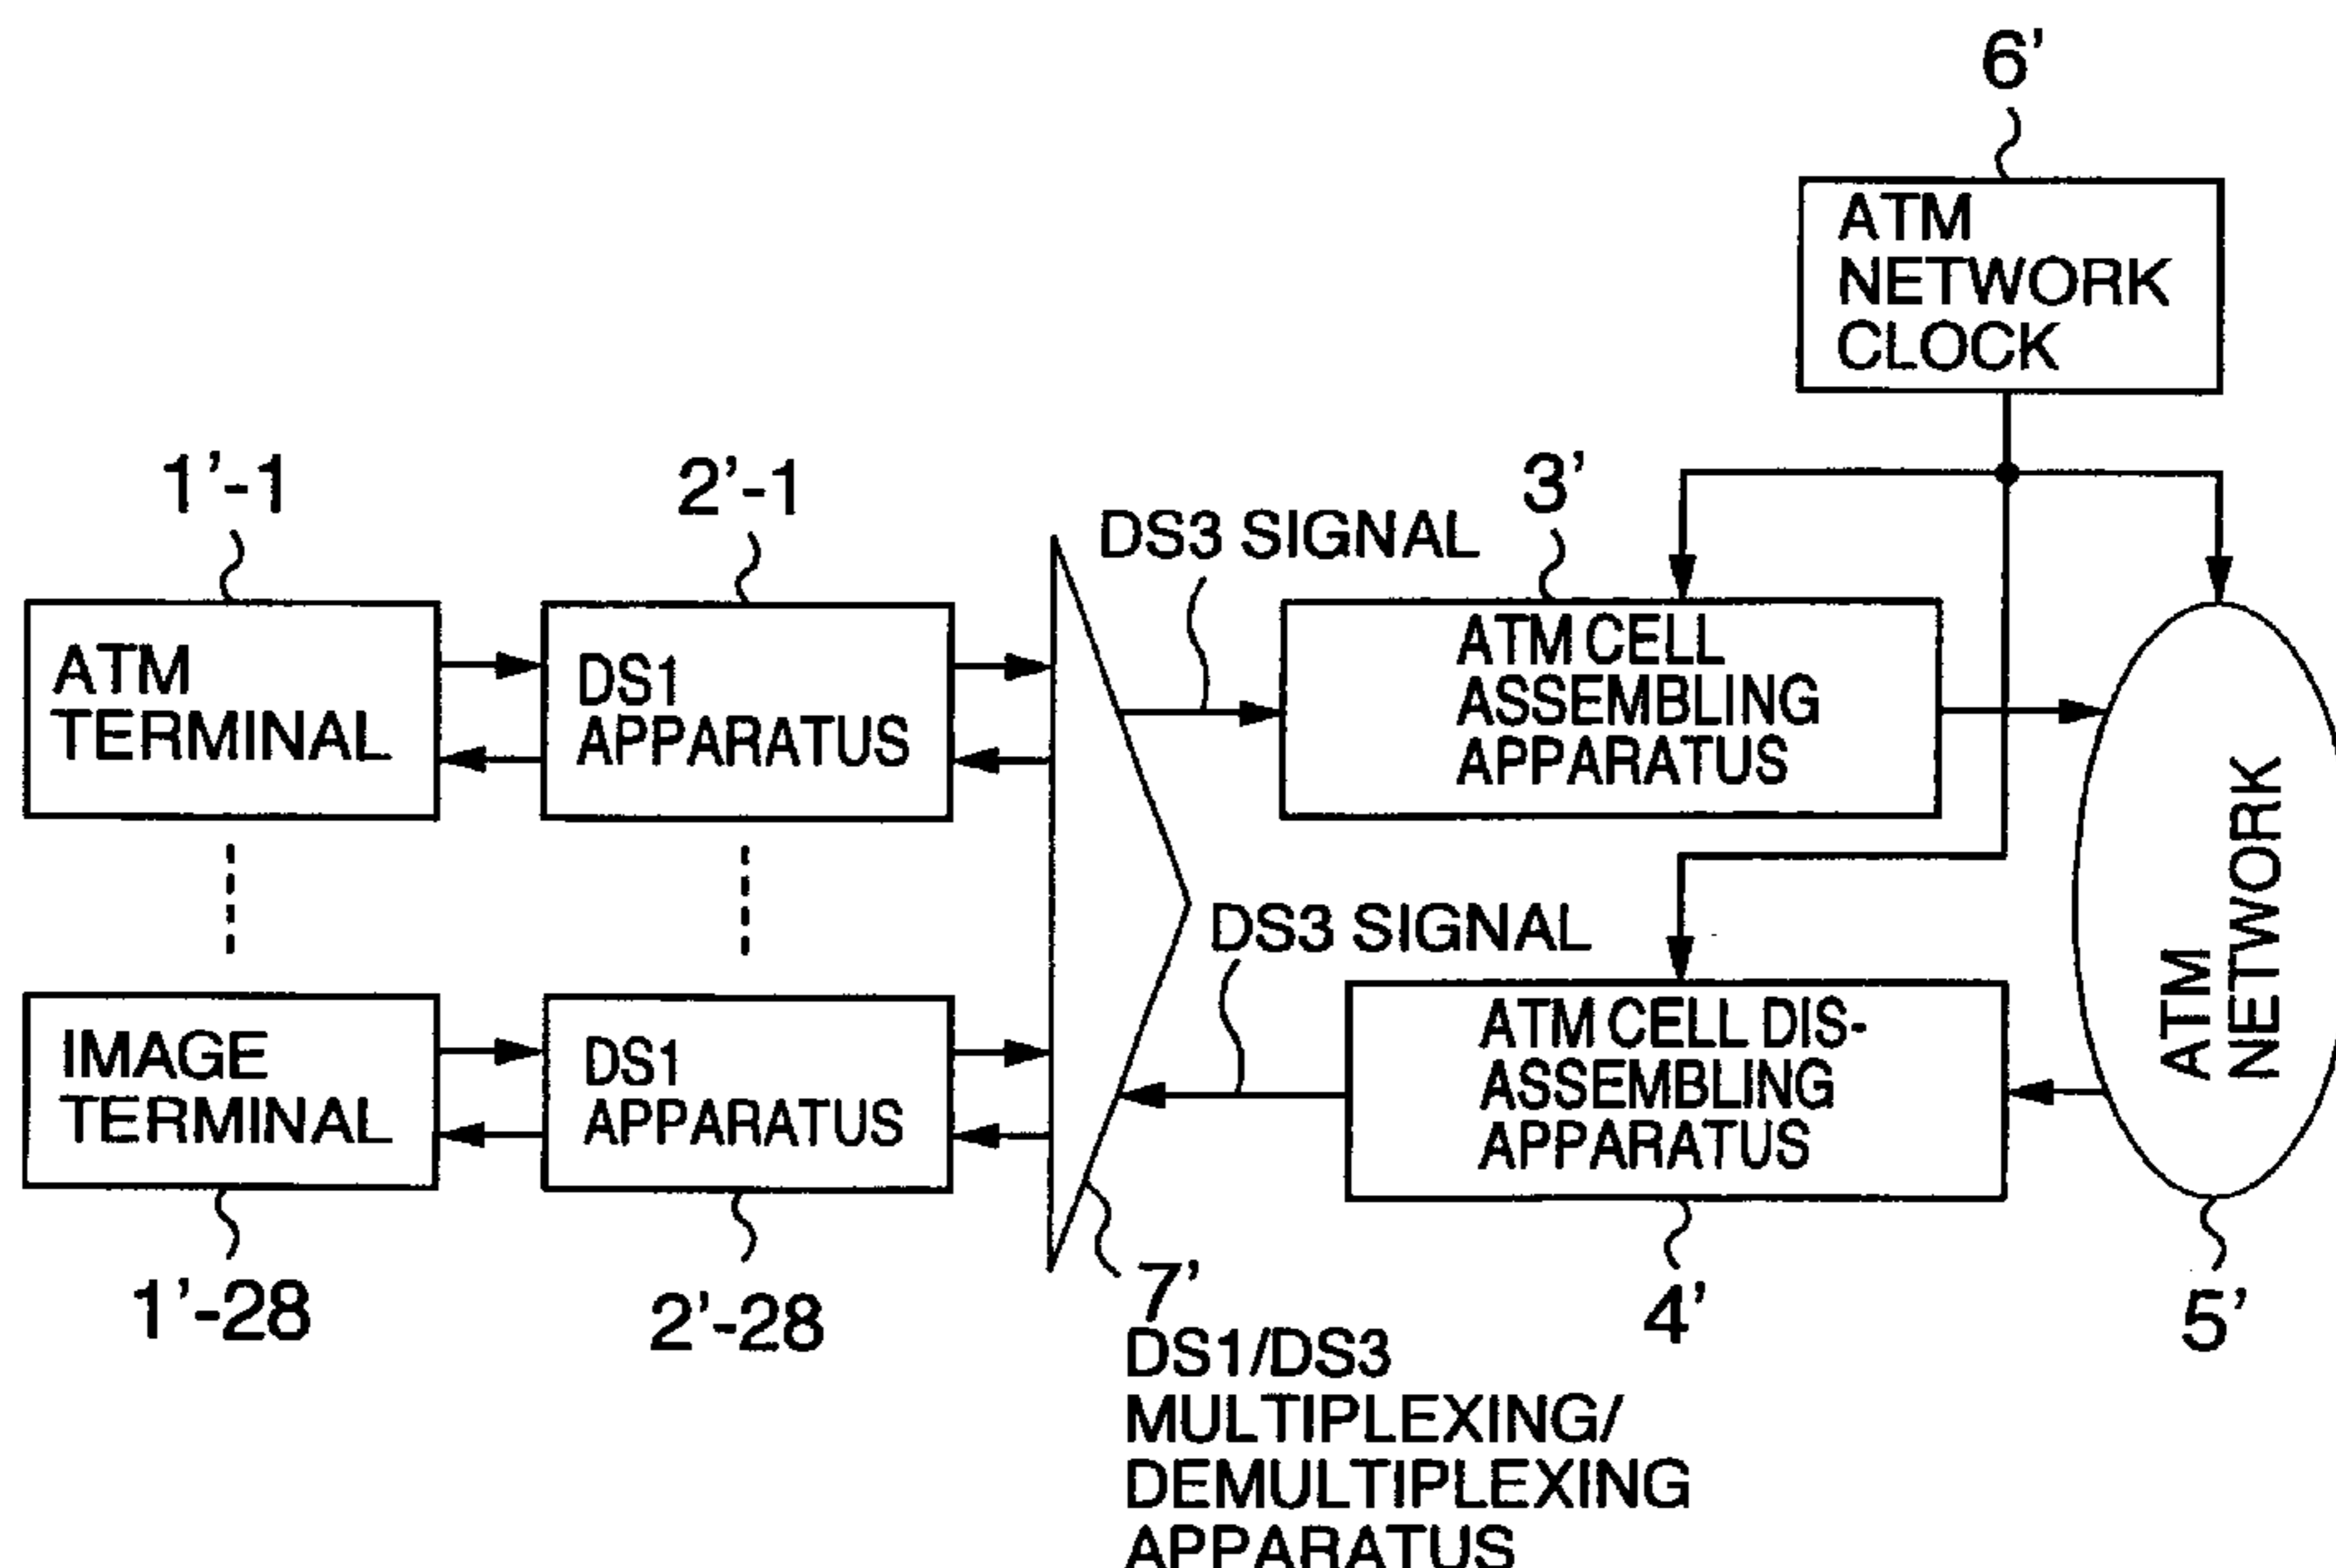 6'
ATM
NETWORK
CLOCK
1'-1
2'-1
3'
DS3 SIGNAL
ATM
TERMINAL
DS1
APPARATUS
ATM CELL
ASSEMBLING
APPARATUS
DS3 SIGNAL
ATM
NETWORK
IMAGE
TERMINAL
DS1
APPARATUS
ATM CELL DIS-
ASSEMBLING
APPARATUS
1'-28
2'-28
7'
4'
5'
DS1/DS3
MULTIPLEXING/
DEMULTIPLEXING
APPARATUS